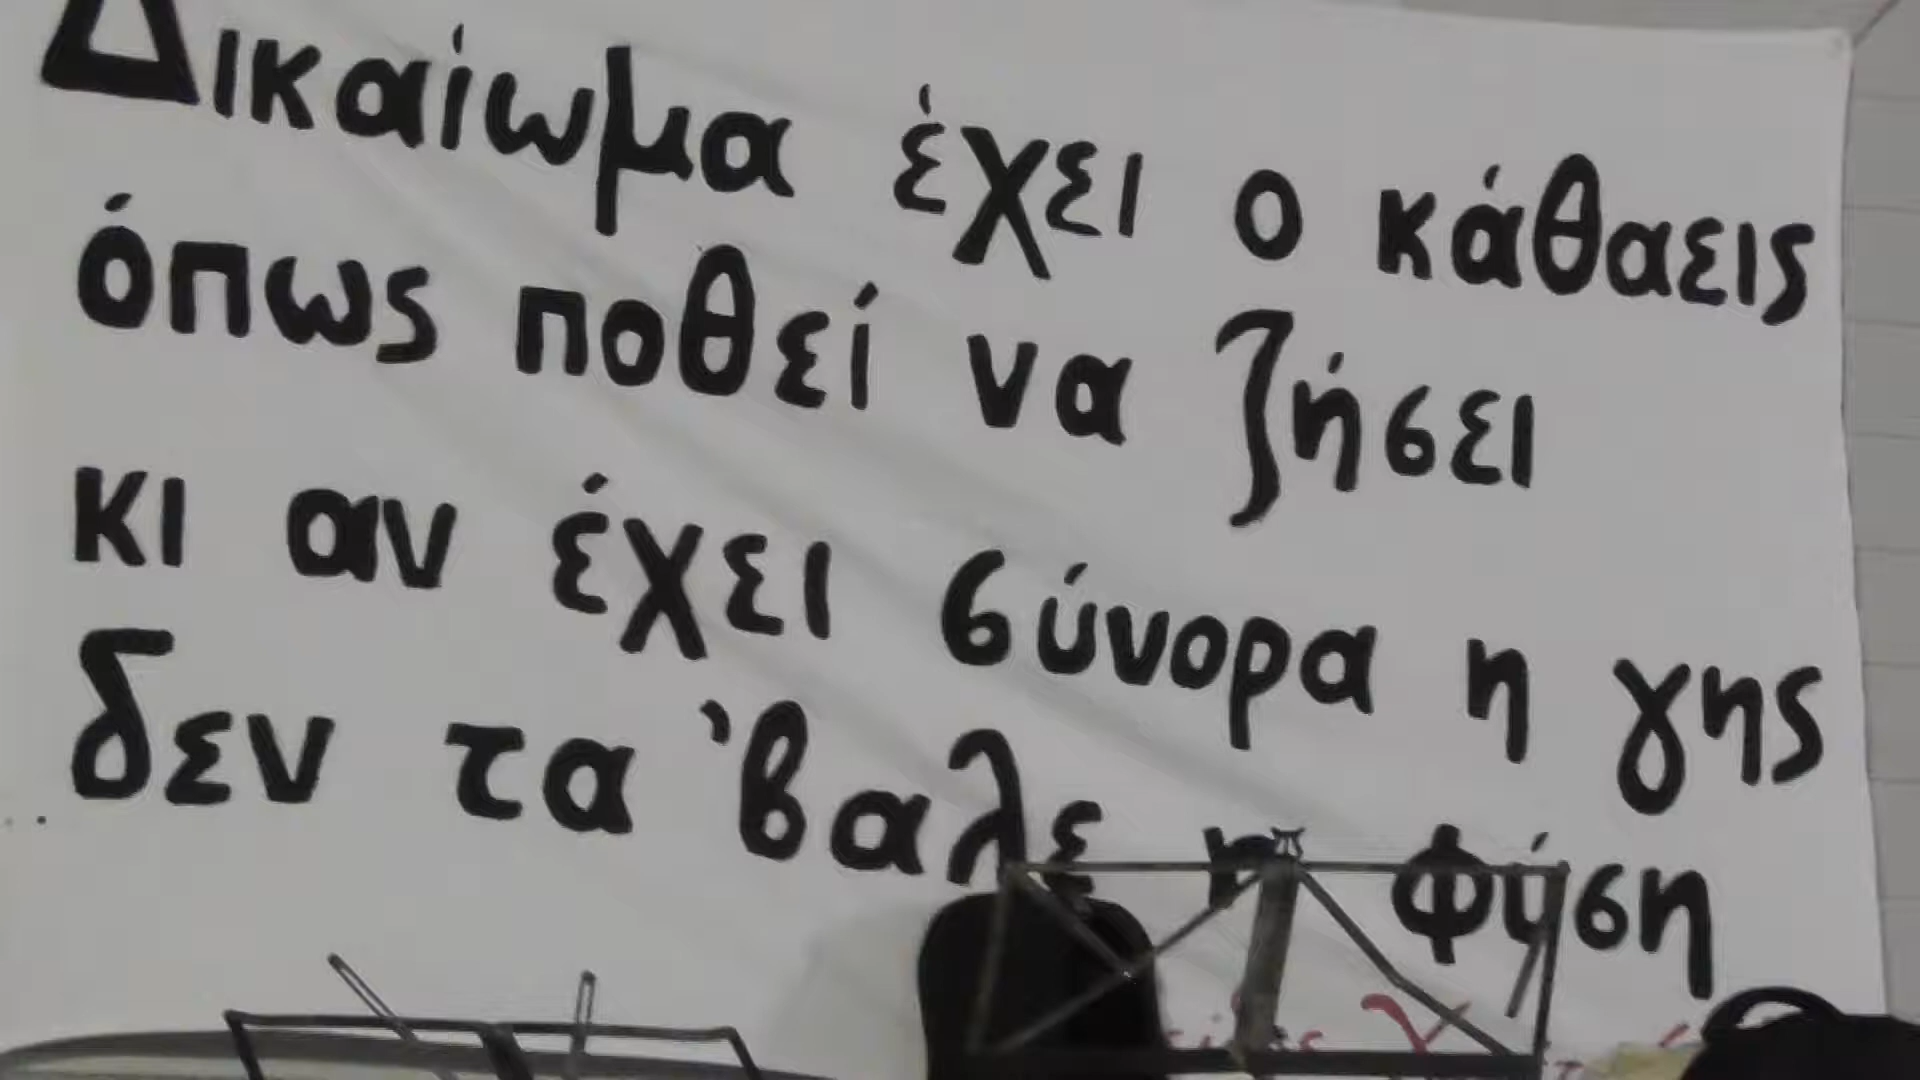 Δικαίωμα έχει ο κάθαεις
όπως ποθεί να ζήσει
κι αν έχει σύνορα η γης
δεν τα 'βαλε η φύση